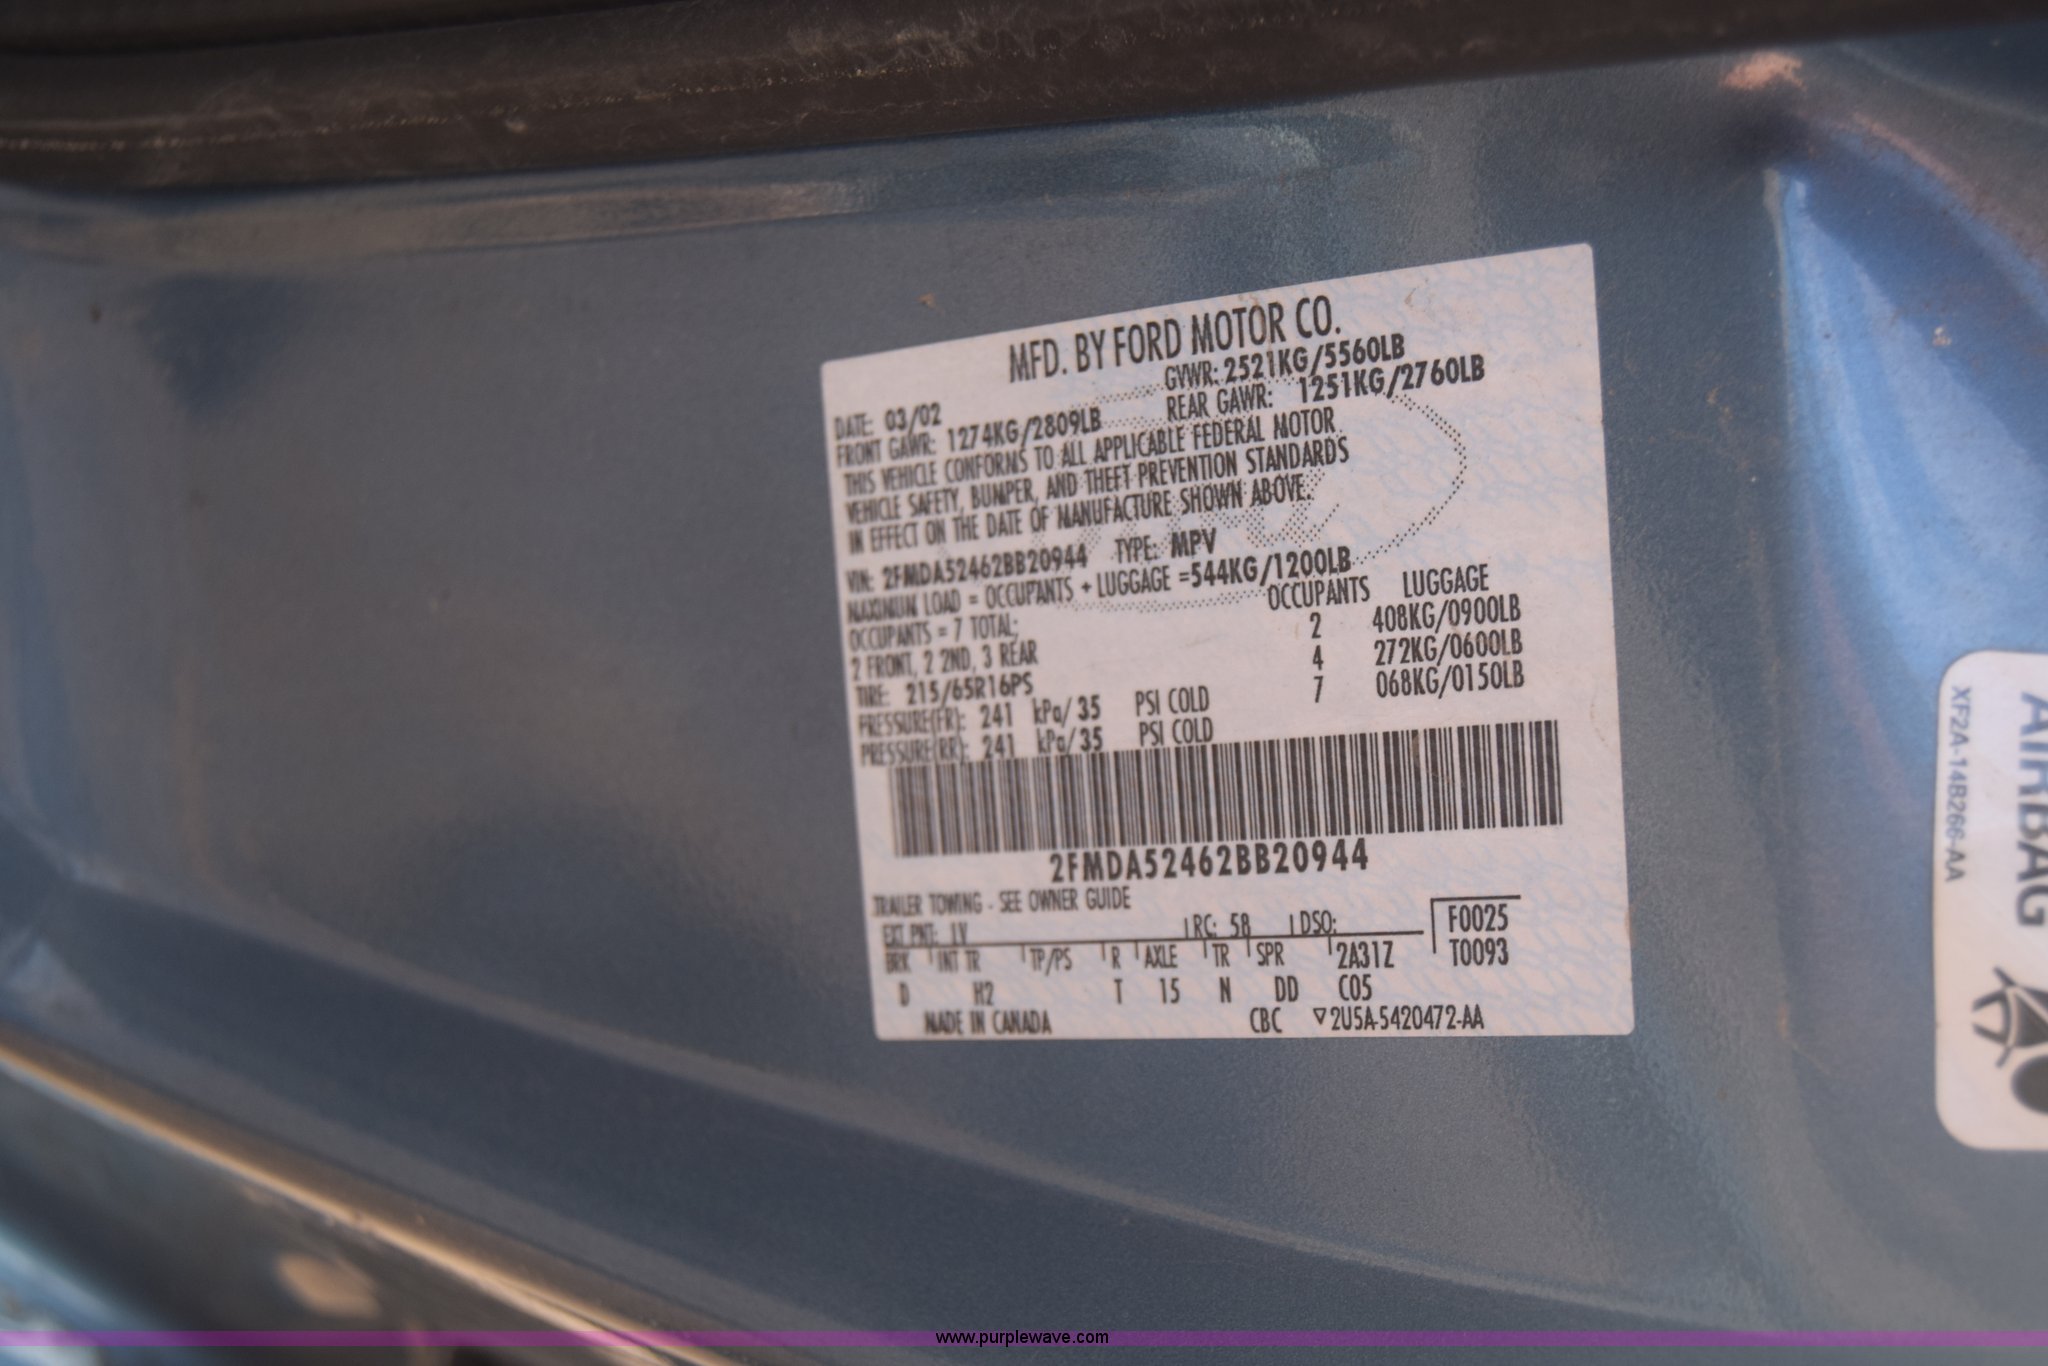 MFD. BY FORD MOTOR CO.
DATE: 03/02 GVWR: 2521KG/5560LB
FRONT GAWR: 1274KG/2809LB REAR GAWR: 1251KG/2760LB
THIS VEHICLE CONFORMS TO ALL APPLICABLE FEDERAL MOTOR
VEHICLE SAFETY, BUMPER, AND THEFT PREVENTION STANDARDS
IN EFFECT ON THE DATE OF MANUFACTURE SHOWN ABOVE.
VIN: 2FMDA52462BB20944 TYPE: MPV
MAXIMUM LOAD = OCCUPANTS + LUGGAGE =544KG/1200LB
OCCUPANTS = 7 TOTAL; OCCUPANTS LUGGAGE
2 FRONT, 2 2ND, 3 REAR 2 408KG/0900LB
TIRE: 215/65R16PS 4 272KG/0600LB
PRESSURE(FR): 241 kPa/35 PSI COLD 7 068KG/0150LB
PRESSURE(RR): 241 kPa/35 PSI COLD
2FMDA52462BB20944
TRAILER TOWING - SEE OWNER GUIDE
EXT PNT: LV RC: 58 DSO: F0025
BRK INT TR TP/PS R AXLE TR SPR 2A31Z T0093
D H2 T 15 N DD C05
MADE IN CANADA CBC ▽2U5A-5420472-AA
AIRBAG
XF2A-14B266-AA
www.purplewave.com